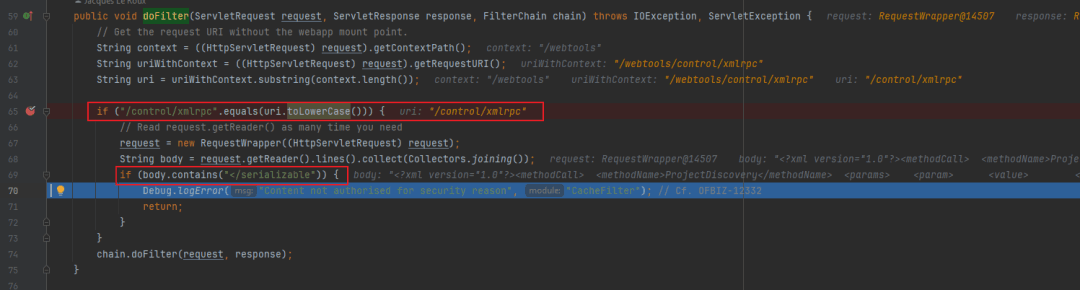 Jacques Le Roux
59 public void doFilter(ServletRequest request, ServletResponse response, FilterChain chain) throws IOException, ServletException { request: RequestWrapper@14507 response: R
60 // Get the request URI without the webapp mount point.
61 String context = ((HttpServletRequest) request).getContextPath(); context: "/webtools"
62 String uriWithContext = ((HttpServletRequest) request).getRequestURI(); uriWithContext: "/webtools/control/xmlrpc"
63 String uri = uriWithContext.substring(context.length()); context: "/webtools" uriWithContext: "/webtools/control/xmlrpc" uri: "/control/xmlrpc"
64
65 if ("/control/xmlrpc".equals(uri.toLowerCase())) { uri: "/control/xmlrpc"
66 // Read request.getReader() as many time you need
67 request = new RequestWrapper((HttpServletRequest) request);
68 String body = request.getReader().lines().collect(Collectors.joining()); request: RequestWrapper@14507 body: "<?xml version="1.0"?><methodCall> <methodName>Proj
69 if (body.contains("</serializable")) { body: "<?xml version="1.0"?><methodCall> <methodName>ProjectDiscovery</methodName> <params> <param> <value> <
70 Debug.logError( msg: "Content not authorised for security reason", module: "CacheFilter"); // Cf. OFBIZ-12332
71 return;
72 }
73 }
74 chain.doFilter(request, response);
75 }
76